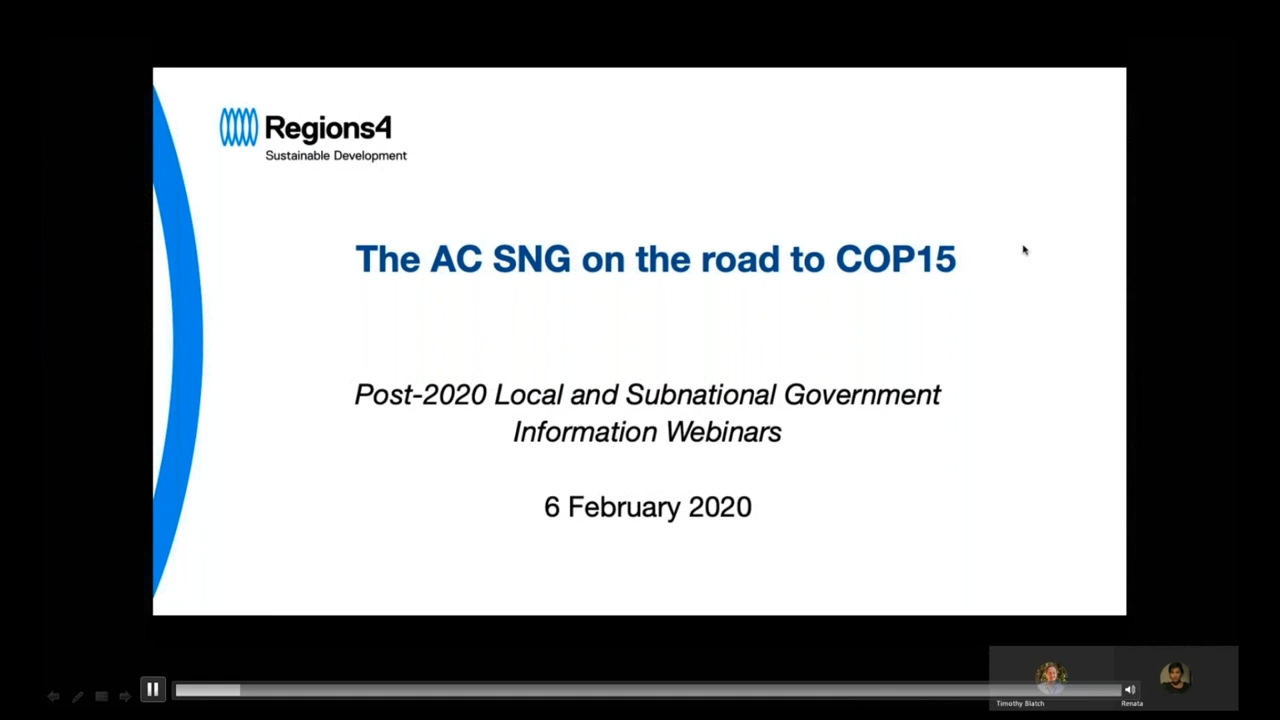 Regions4
Sustainable Development
The AC SNG on the road to COP15
Post-2020 Local and Subnational Government
Information Webinars
6 February 2020
Timothy Blatch
Renata